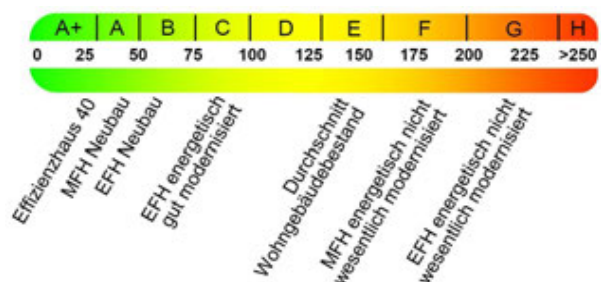 A+ A B C D E F G H
0 25 50 75 100 125 150 175 200 225 >250
Effizienzhaus 40
MFH Neubau
EFH Neubau
EFH energetisch
gut modernisiert
Durchschnitt
Wohngebäudebestand
MFH energetisch nicht
wesentlich modernisiert
EFH energetisch nicht
wesentlich modernisiert